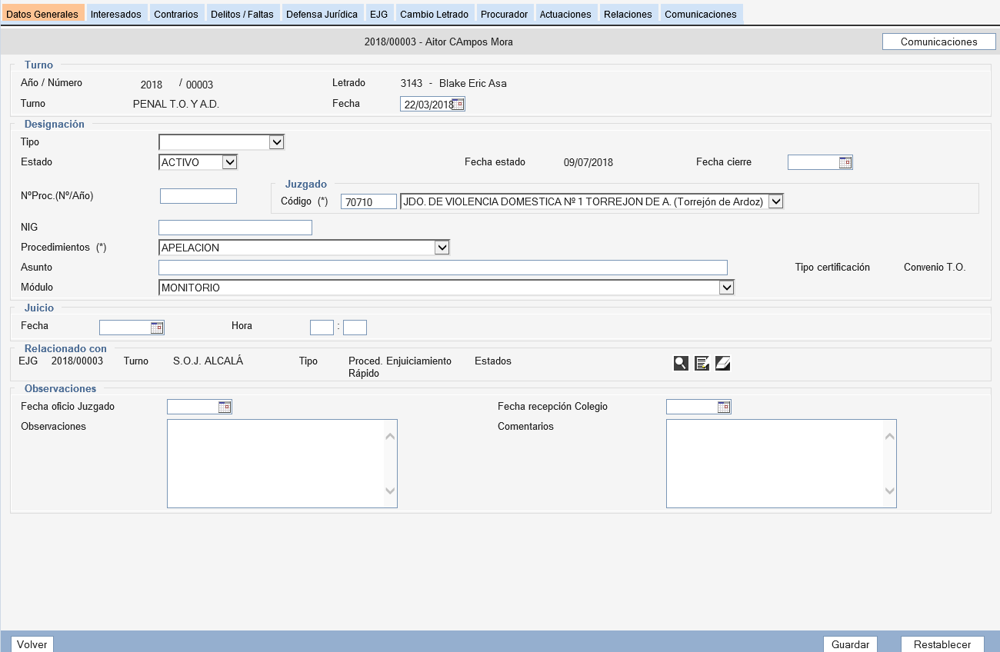 Datos Generales Interesados Contrarios Delitos / Faltas Defensa Jurídica EJG Cambio Letrado Procurador Actuaciones Relaciones Comunicaciones
2018/00003 - Aitor CAmpos Mora Comunicaciones
Turno
Año / Número 2018 / 00003 Letrado 3143 - Blake Eric Asa
Turno PENAL T.O. Y A.D. Fecha 22/03/2018
Designación
Tipo
Estado ACTIVO Fecha estado 09/07/2018 Fecha cierre
Juzgado
NºProc.(Nº/Año) Código (*) 70710 JDO. DE VIOLENCIA DOMESTICA Nº 1 TORREJON DE A. (Torrejón de Ardoz)
NIG
Procedimientos (*) APELACION
Asunto Tipo certificación Convenio T.O.
Módulo MONITORIO
Juicio
Fecha Hora :
Relacionado con
EJG 2018/00003 Turno S.O.J. ALCALÁ Tipo Proced. Enjuiciamiento Estados
Rápido
Observaciones
Fecha oficio Juzgado Fecha recepción Colegio
Observaciones Comentarios
Volver Guardar Restablecer